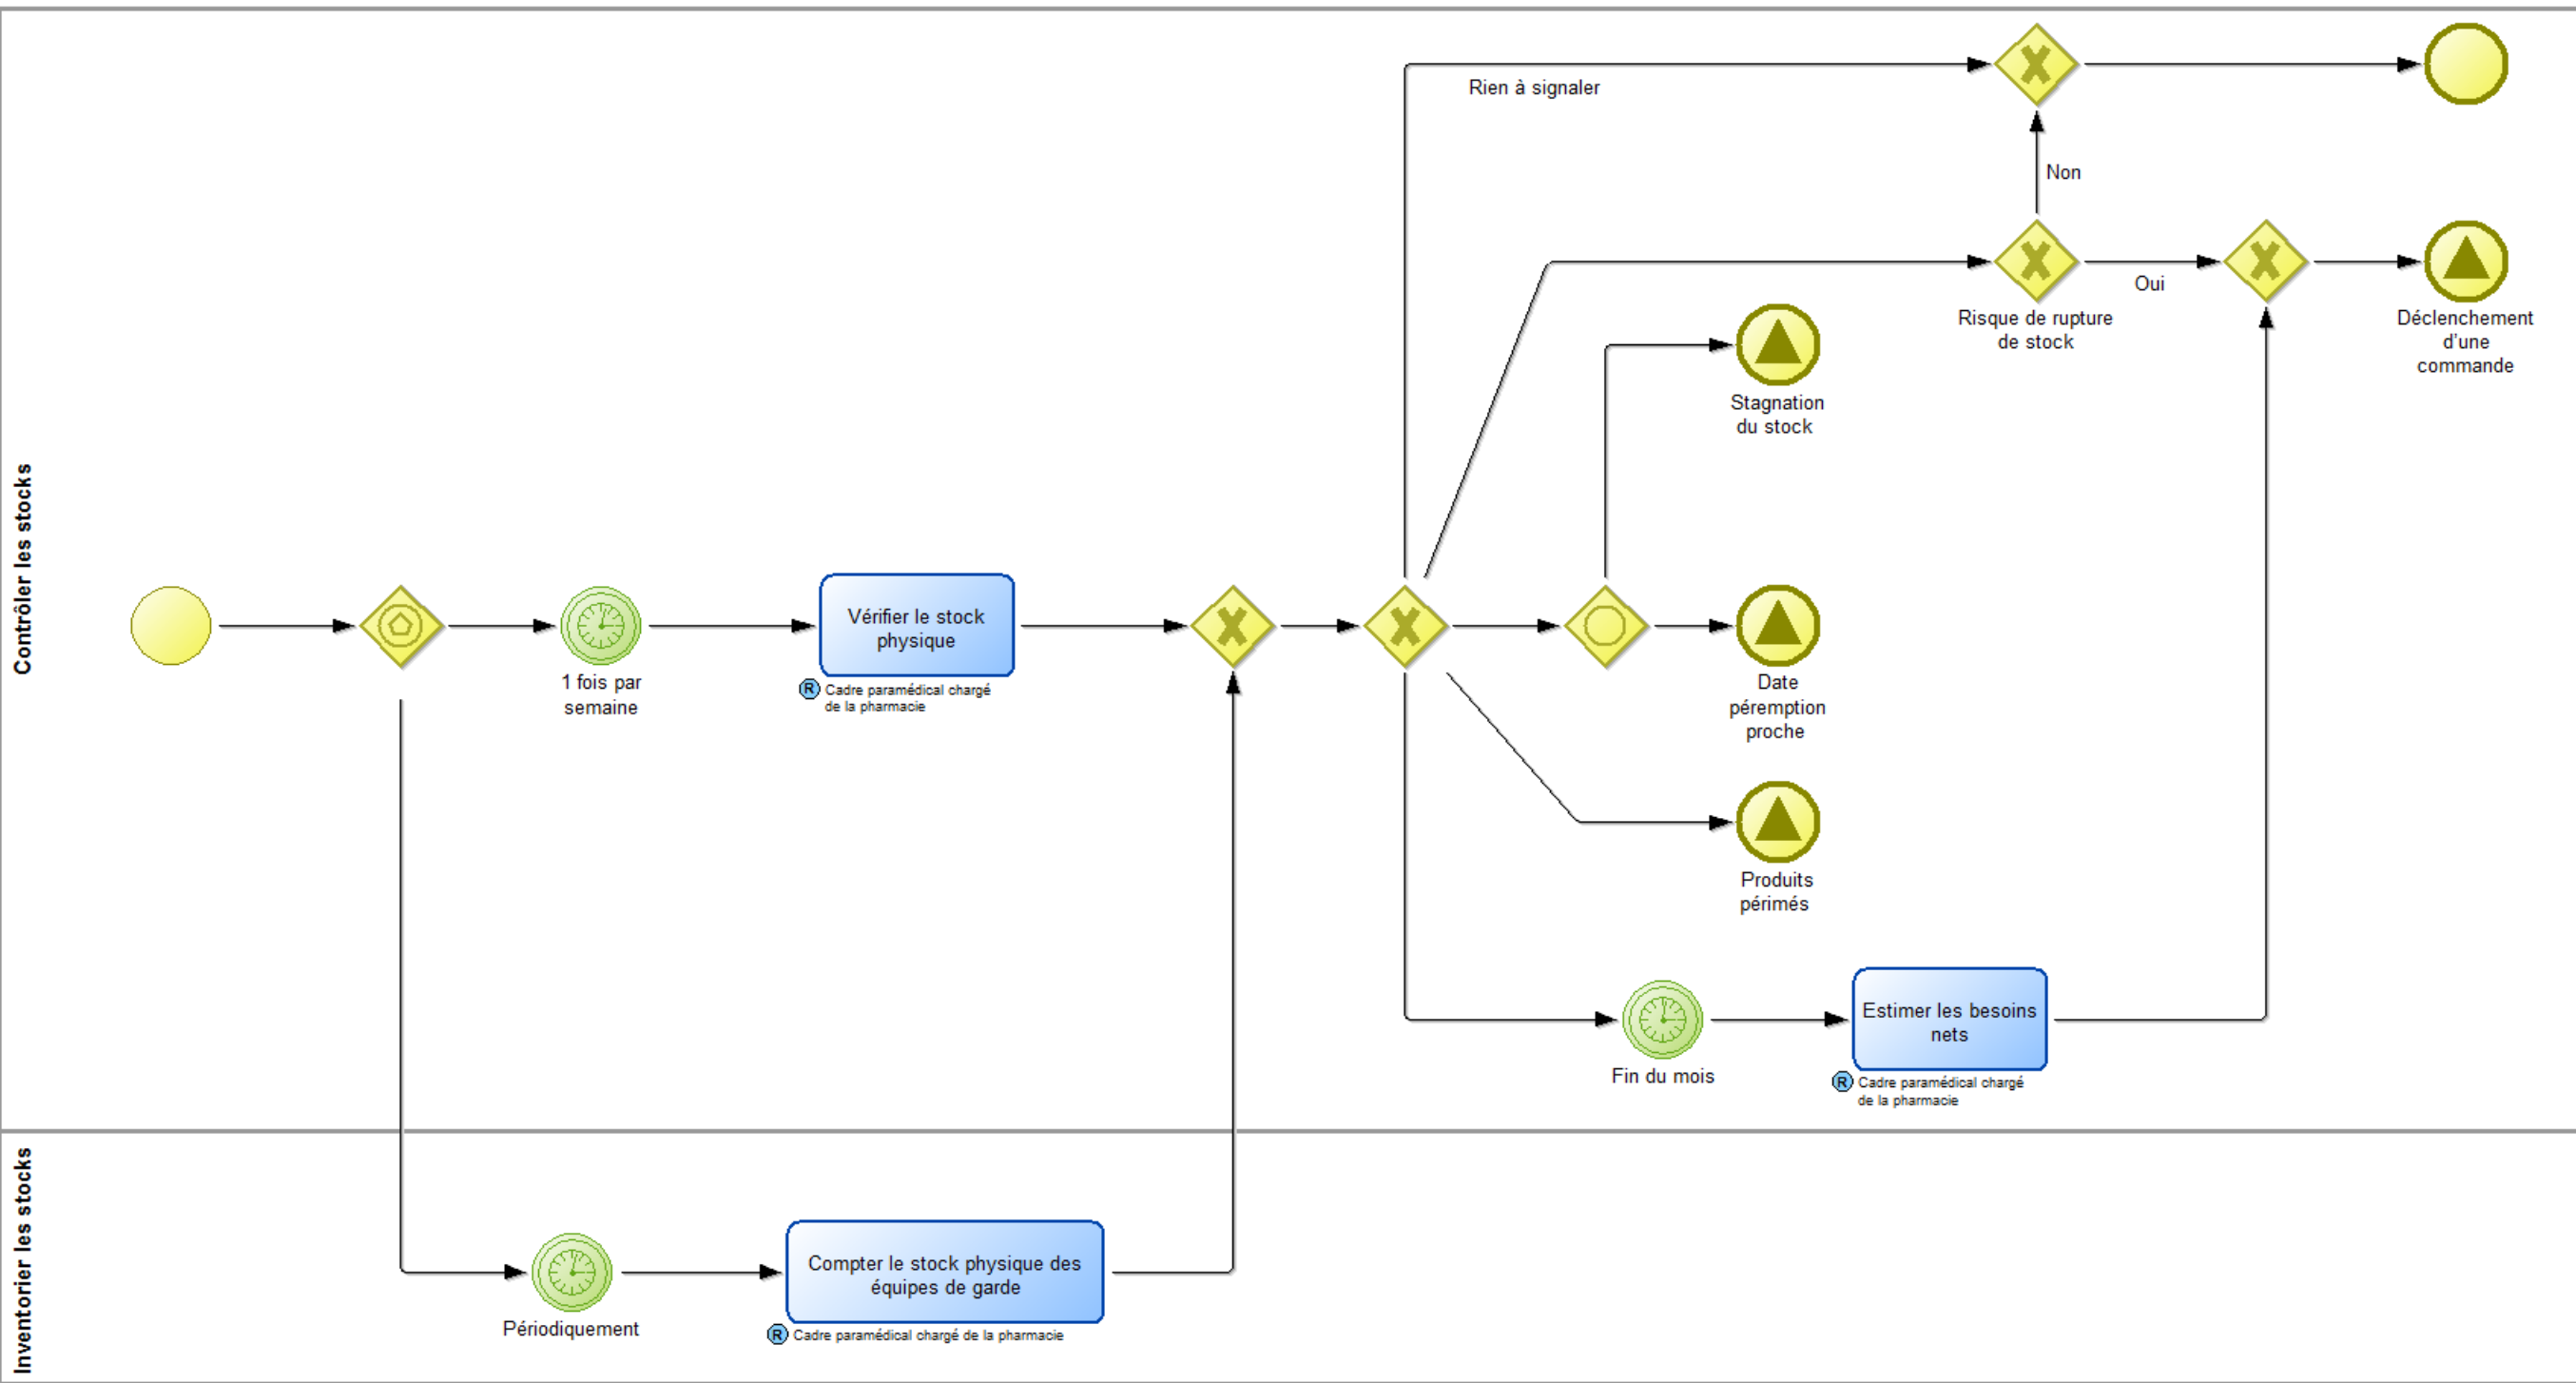 Contrôler les stocks
Rien à signaler
Non
Oui
Risque de rupture
de stock
Déclenchement
d'une
commande
Stagnation
du stock
Vérifier le stock
physique
R
Cadre paramédical chargé
de la pharmacie
1 fois par
semaine
Date
péremption
proche
Produits
périmés
Estimer les besoins
nets
R
Cadre paramédical chargé
de la pharmacie
Fin du mois
Inventorier les stocks
Compter le stock physique des
équipes de garde
R
Cadre paramédical chargé de la pharmacie
Périodiquement